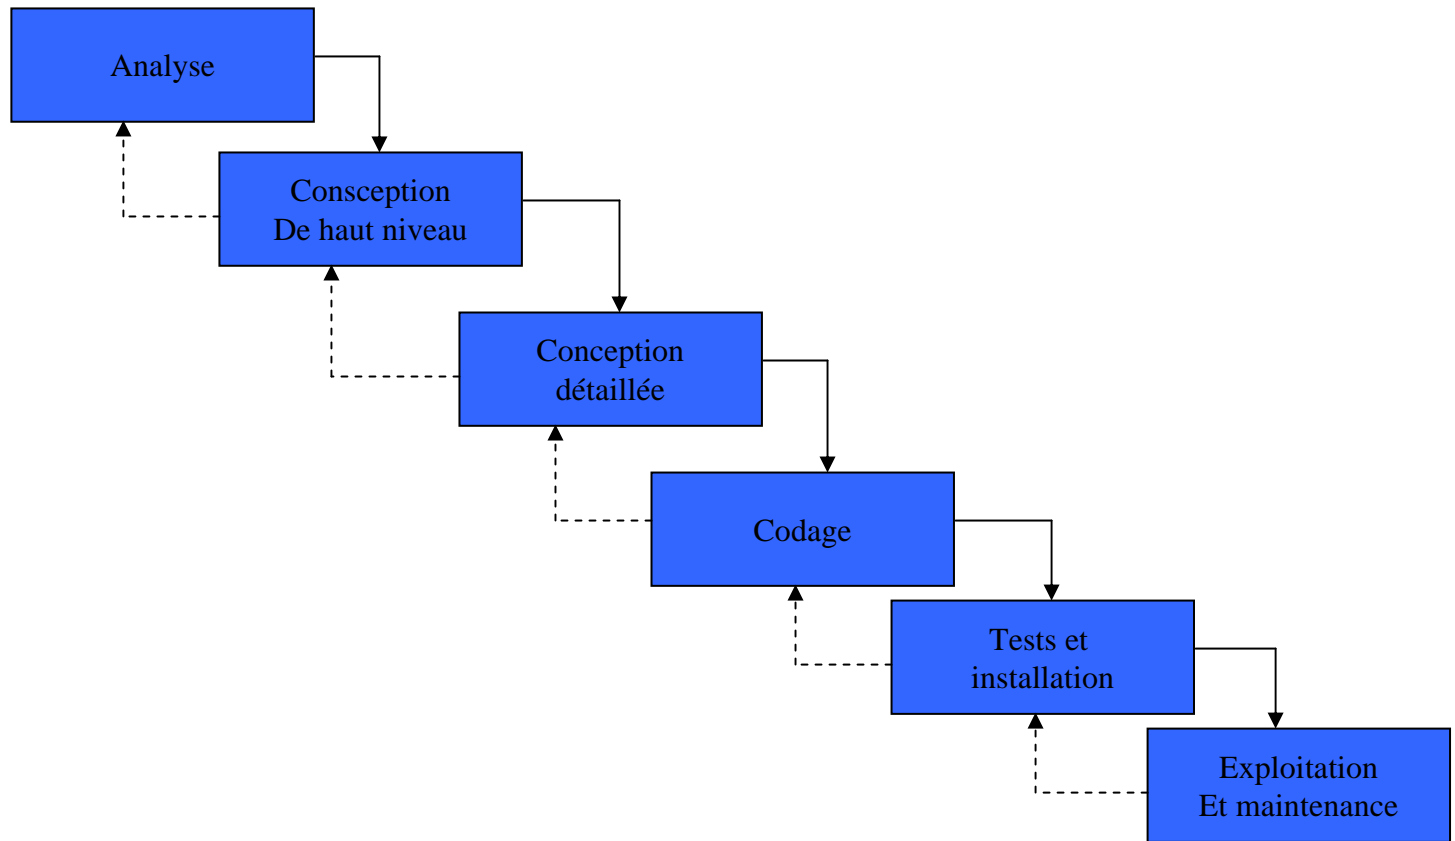 Analyse
Consception
De haut niveau
Conception
détaillée
Codage
Tests et
installation
Exploitation
Et maintenance